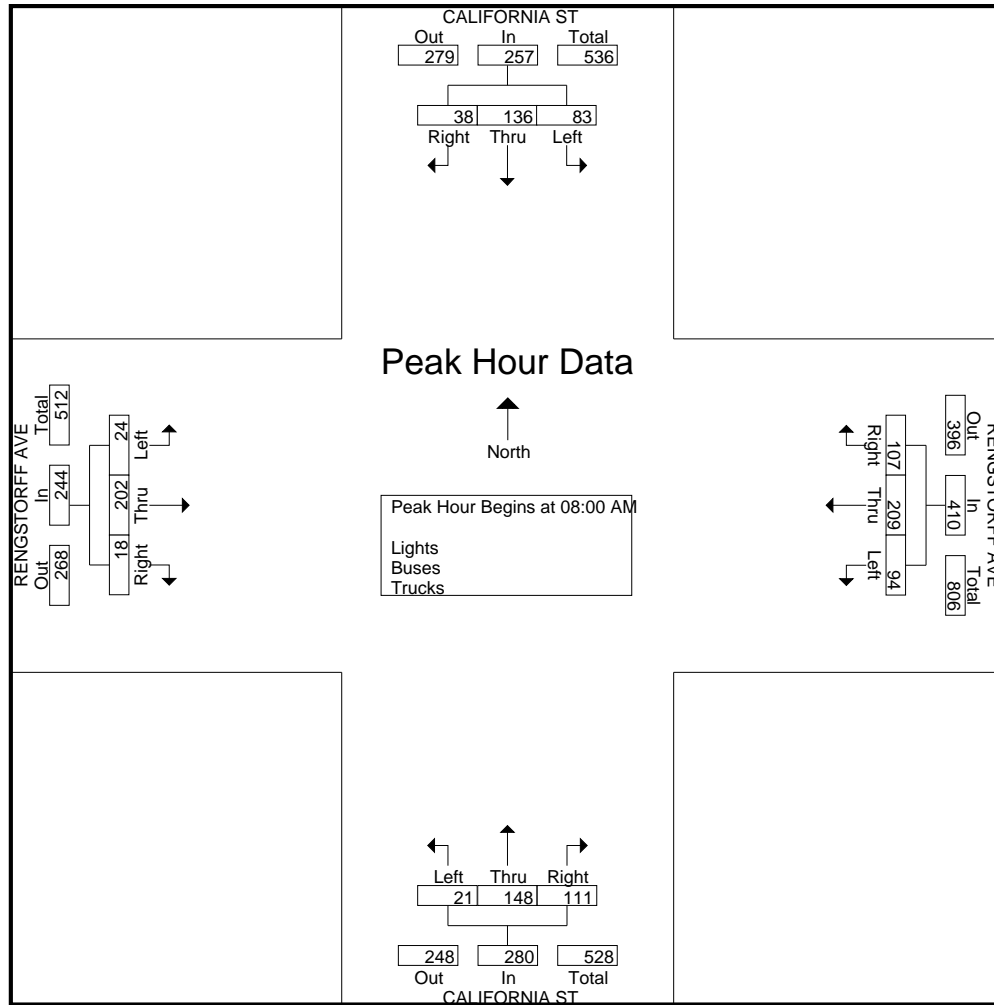 CALIFORNIA ST
Out In Total
279 257 536
38 136 83
Right Thru Left
Peak Hour Data
North
Peak Hour Begins at 08:00 AM
Lights
Buses
Trucks
RENGSTORFF AVE
Out In Total
268 244 512
Left Thru Right
24 202 18
RENGSTORFF AVE
Out In Total
396 410 806
Right Thru Left
107 209 94
Left Thru Right
21 148 111
248 280 528
Out In Total
CALIFORNIA ST